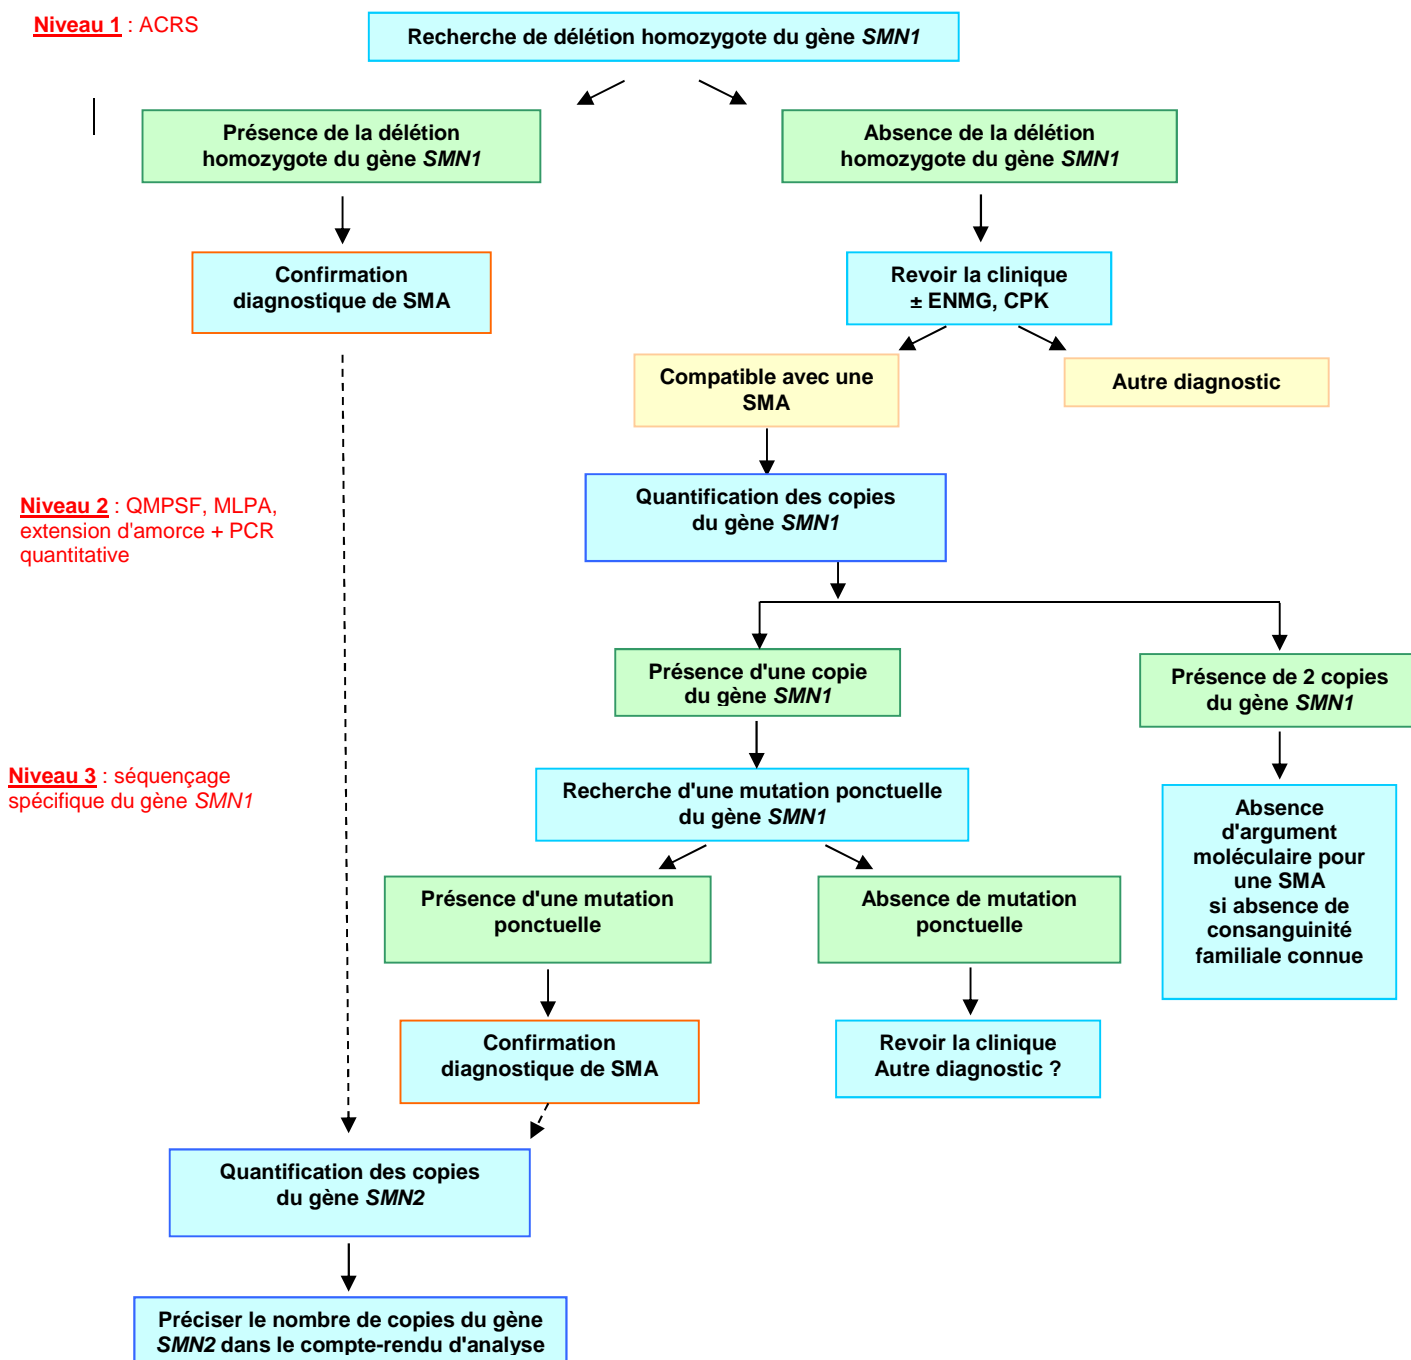 Niveau 1 : ACRS
Recherche de délétion homozygote du gène SMN1
Présence de la délétion
homozygote du gène SMN1
Absence de la délétion
homozygote du gène SMN1
Confirmation
diagnostique de SMA
Revoir la clinique
± ENMG, CPK
Compatible avec une
SMA
Autre diagnostic
Niveau 2 : QMPSF, MLPA,
extension d'amorce + PCR
quantitative
Quantification des copies
du gène SMN1
Présence d'une copie
du gène SMN1
Présence de 2 copies
du gène SMN1
Niveau 3 : séquençage
spécifique du gène SMN1
Recherche d'une mutation ponctuelle
du gène SMN1
Absence
d'argument
moléculaire pour
une SMA
si absence de
consanguinité
familiale connue
Présence d'une mutation
ponctuelle
Absence de mutation
ponctuelle
Confirmation
diagnostique de SMA
Revoir la clinique
Autre diagnostic ?
Quantification des copies
du gène SMN2
Préciser le nombre de copies du gène
SMN2 dans le compte-rendu d'analyse